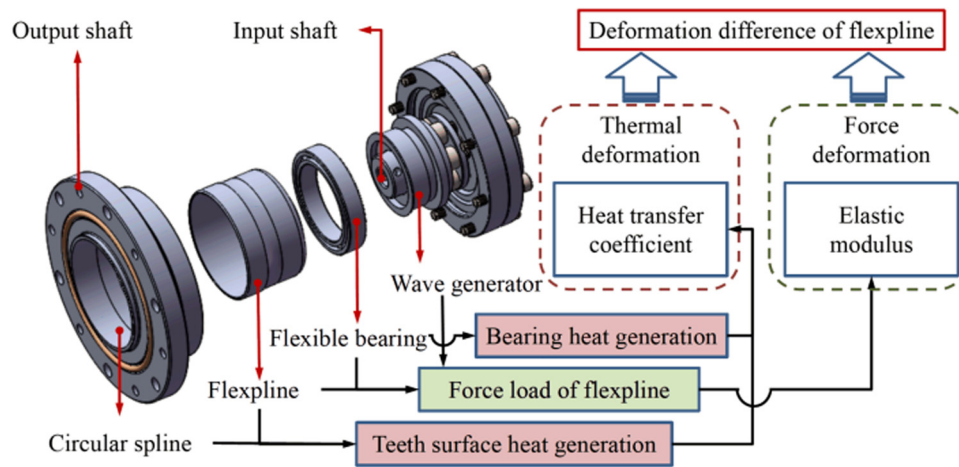 Output shaft
Input shaft
Deformation difference of flexpline
Thermal
deformation
Force
deformation
Heat transfer
coefficient
Elastic
modulus
Wave generator
Flexible bearing
Bearing heat generation
Flexpline
Force load of flexpline
Circular spline
Teeth surface heat generation